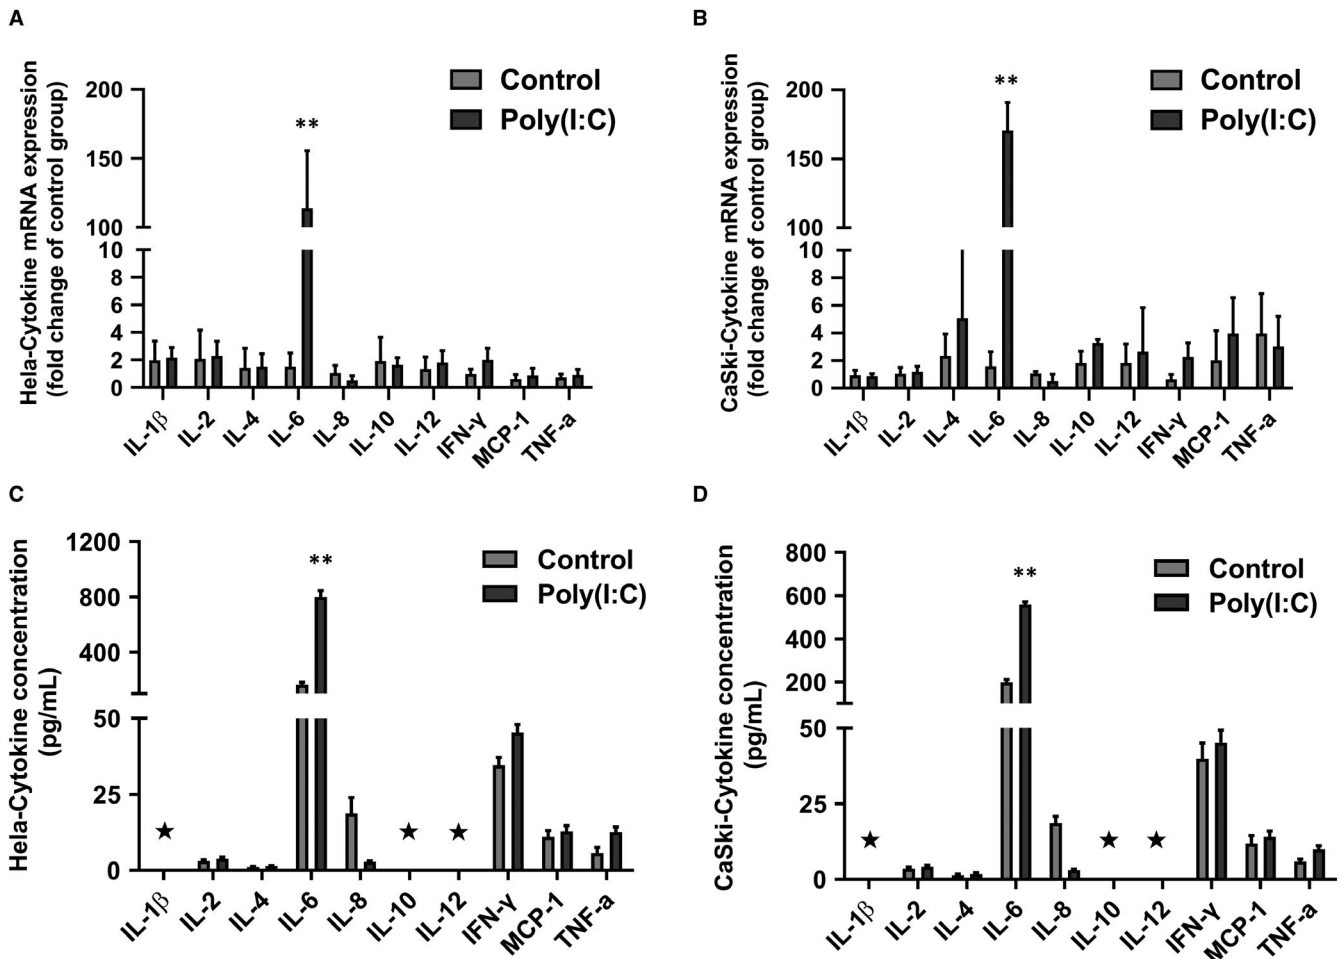 A
Hela-Cytokine mRNA expression
(fold change of control group)
200
150
100
10
8
6
4
2
0
**
Control
Poly(I:C)
IL-1β
IL-2
IL-4
IL-6
IL-8
IL-10
IL-12
IFN-γ
MCP-1
TNF-a
B
CaSki-Cytokine mRNA expression
(fold change of control group)
200
150
100
10
8
6
4
2
0
**
Control
Poly(I:C)
IL-1β
IL-2
IL-4
IL-6
IL-8
IL-10
IL-12
IFN-γ
MCP-1
TNF-a
C
Hela-Cytokine concentration
(pg/mL)
1200
800
400
50
25
0
**
★
★
★
Control
Poly(I:C)
IL-1β
IL-2
IL-4
IL-6
IL-8
IL-10
IL-12
IFN-γ
MCP-1
TNF-a
D
CaSki-Cytokine concentration
(pg/mL)
800
600
400
200
50
25
0
**
★
★
★
Control
Poly(I:C)
IL-1β
IL-2
IL-4
IL-6
IL-8
IL-10
IL-12
IFN-γ
MCP-1
TNF-a